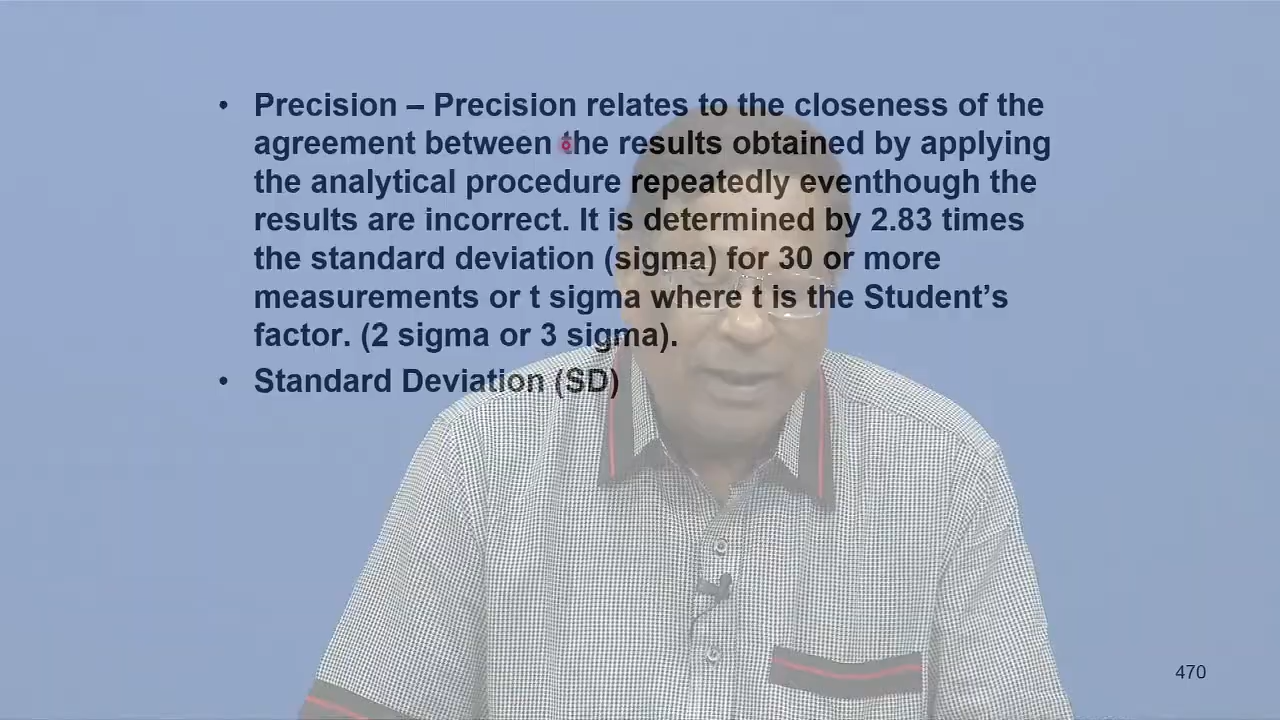 • Precision – Precision relates to the closeness of the
agreement between the results obtained by applying
the analytical procedure repeatedly eventhough the
results are incorrect. It is determined by 2.83 times
the standard deviation (sigma) for 30 or more
measurements or t sigma where t is the Student’s
factor. (2 sigma or 3 sigma).
• Standard Deviation (SD)
470